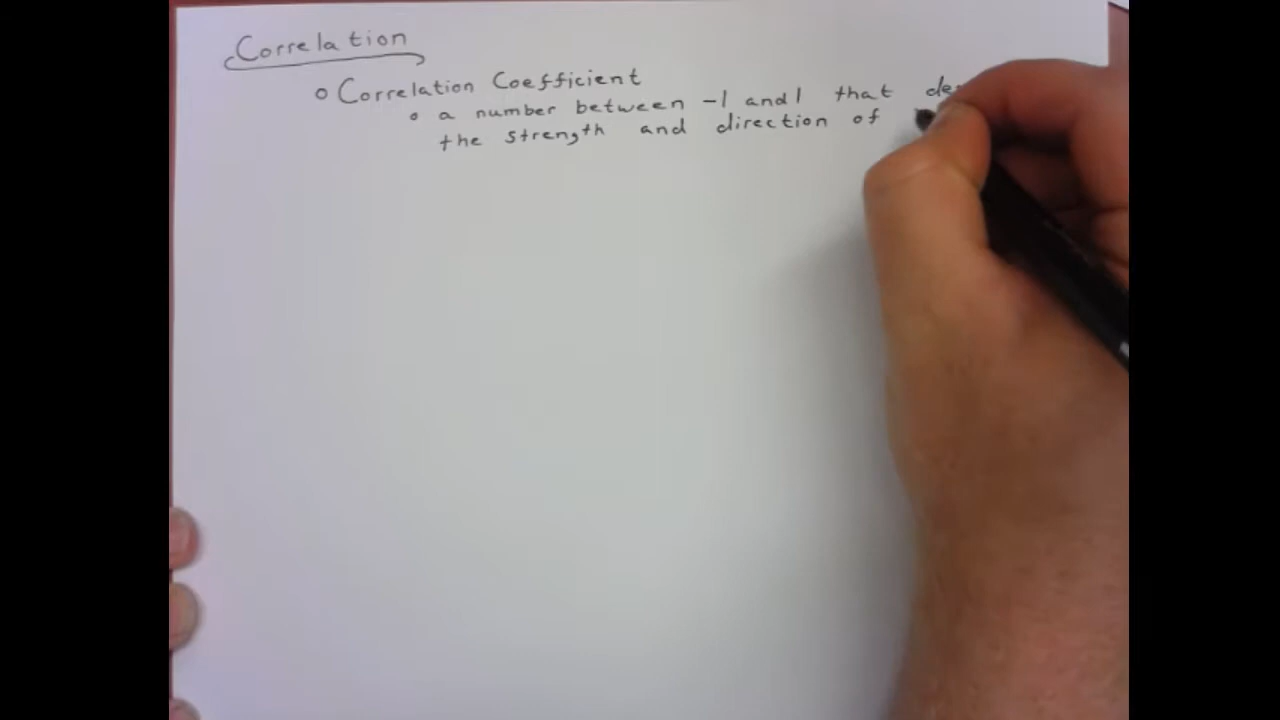 Correlation
o Correlation Coefficient
o a number between -1 and 1 that
the strength and direction of